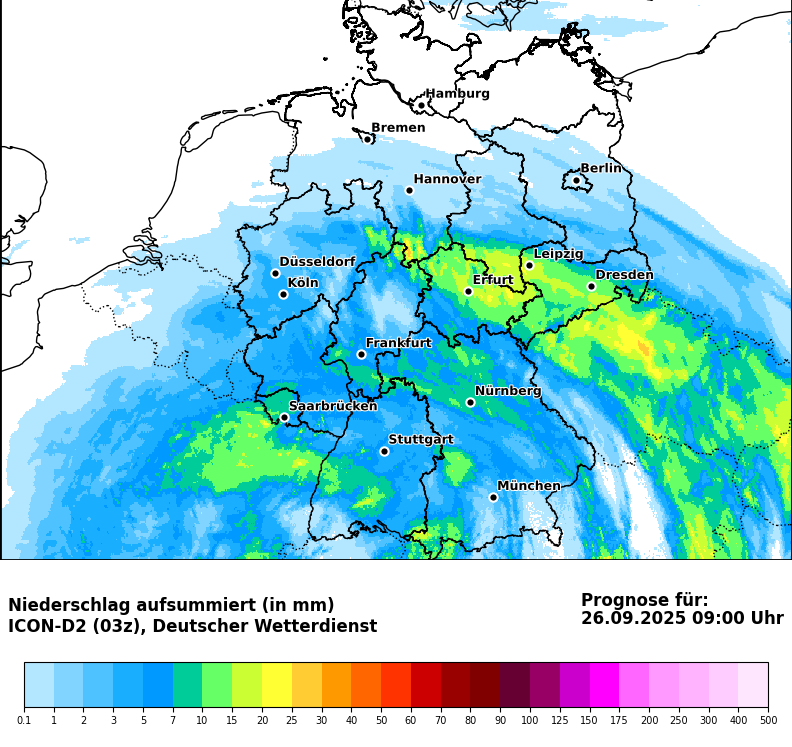 Hamburg
Bremen
Hannover
Berlin
Düsseldorf
Köln
Leipzig
Erfurt
Dresden
Frankfurt
Nürnberg
Saarbrücken
Stuttgart
München
Niederschlag aufsummiert (in mm)
ICON-D2 (03z), Deutscher Wetterdienst
Prognose für:
26.09.2025 09:00 Uhr
0.1 1 2 3 5 7 10 15 20 25 30 40 50 60 70 80 90 100 125 150 175 200 250 300 400 500